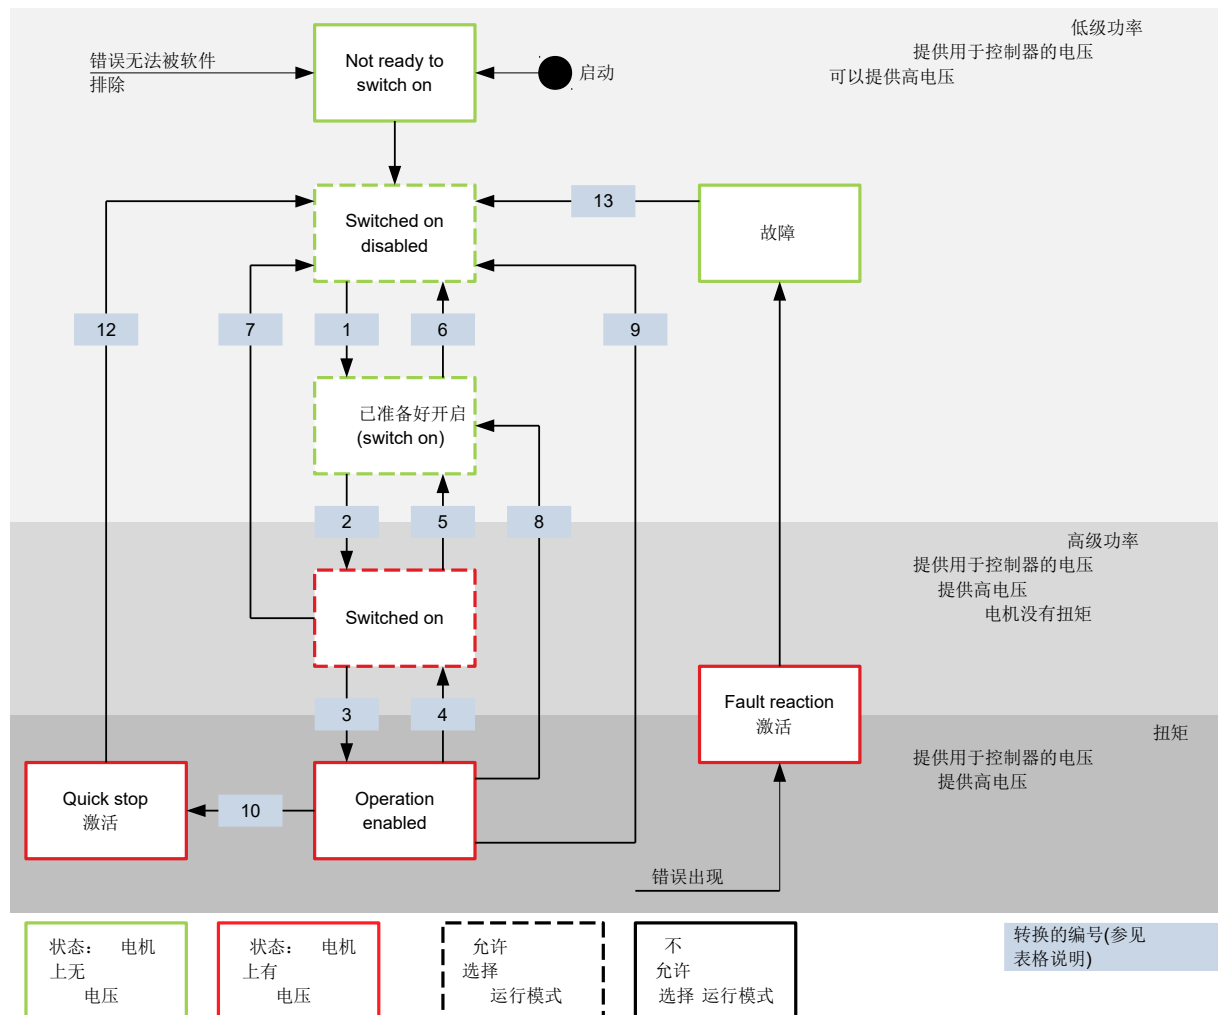 低级功率
提供用于控制器的电压
可以提供高电压
错误无法被软件
排除
Not ready to
switch on
启动
Switched on
disabled
13
故障
12
7
1
6
9
已准备好开启
(switch on)
2
5
8
高级功率
提供用于控制器的电压
提供高电压
电机没有扭矩
Switched on
3
4
Fault reaction
激活
扭矩
提供用于控制器的电压
提供高电压
Quick stop
激活
10
Operation
enabled
错误出现
状态： 电机
上无
电压
状态： 电机
上有
电压
允许
选择
运行模式
不
允许
选择 运行模式
转换的编号(参见
表格说明)